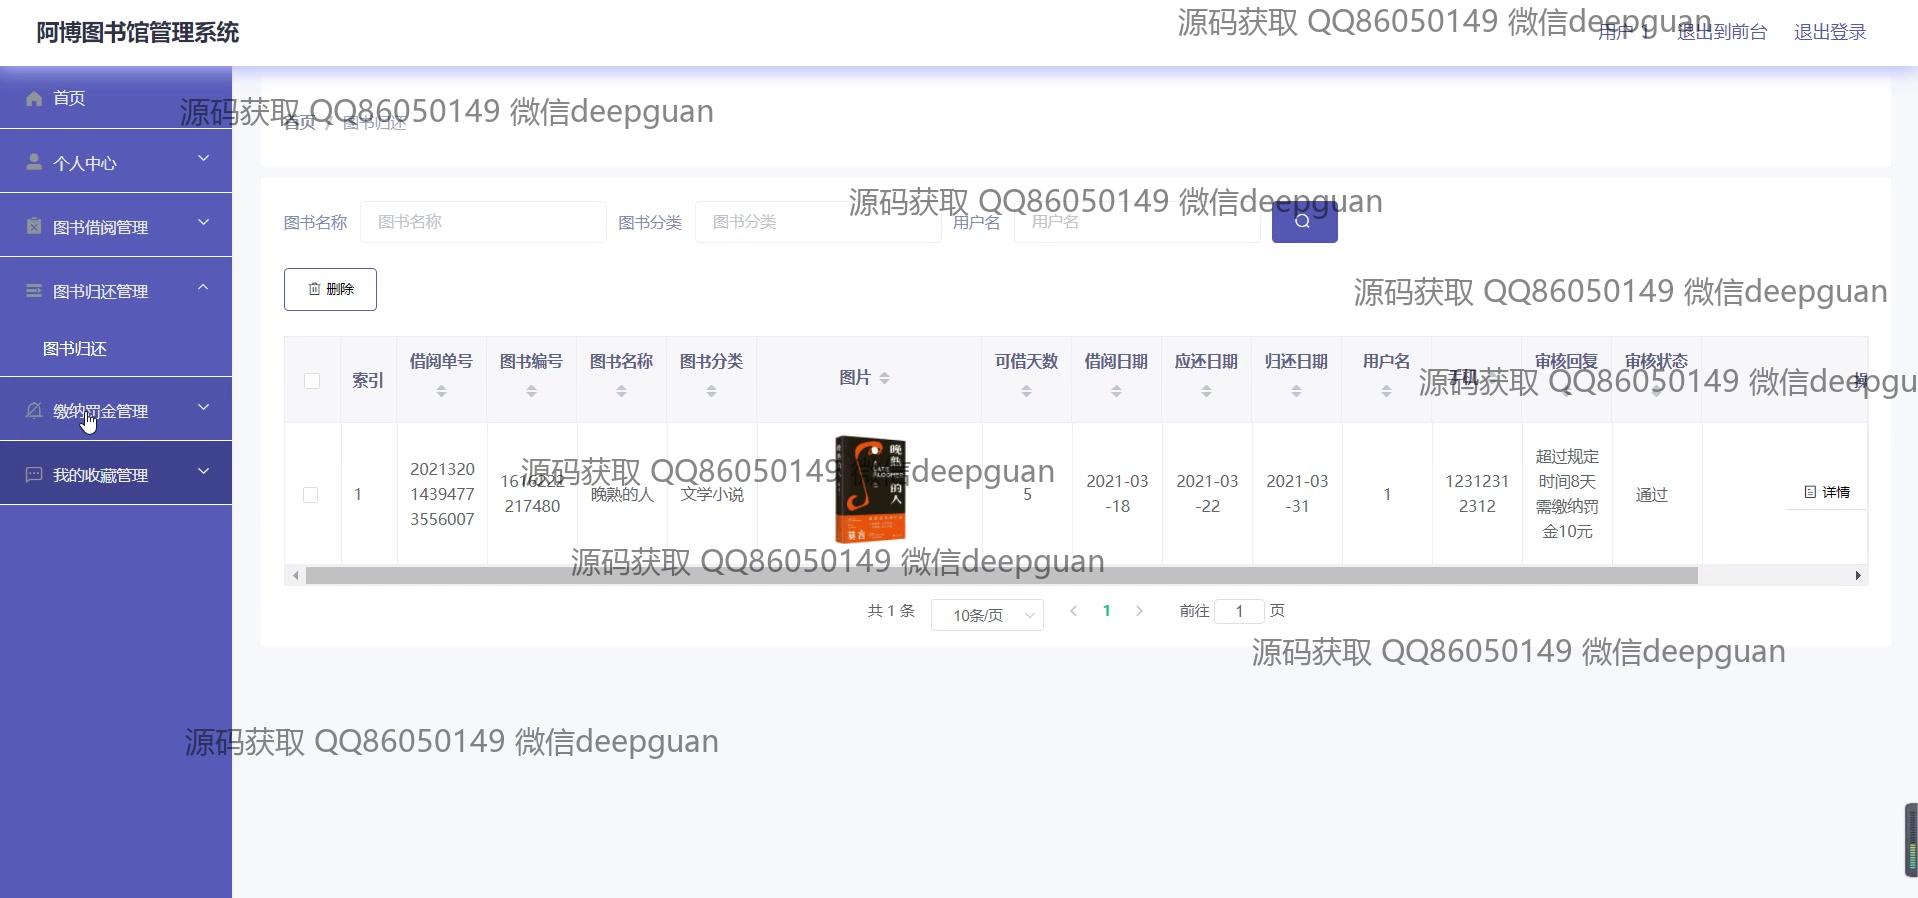 阿博图书馆管理系统
源码获取 QQ86050149 微信deepguan
用户 1 退出到前台 退出登录
首页
源码获取 QQ86050149 微信deepguan
首页 / 图书归还
个人中心
源码获取 QQ86050149 微信deepguan
图书名称 图书名称 图书分类 图书分类 用户名 用户名
图书借阅管理
图书归还管理
删除
源码获取 QQ86050149 微信deepguan
图书归还
索引 借阅单号 图书编号 图书名称 图书分类 图片 可借天数 借阅日期 应还日期 归还日期 用户名 手机 审核回复 审核状态 操
源码获取 QQ86050149 微信deepgu
缴纳罚金管理
我的收藏管理
源码获取 QQ86050149 微信deepguan
1
2021320
1439477
3556007
1616222
217480
晚熟的人
文学小说
晚熟的人
莫言
5
2021-03
-18
2021-03
-22
2021-03
-31
1
1231231
2312
超过规定
时间8天
需缴纳罚
金10元
通过
详情
源码获取 QQ86050149 微信deepguan
共 1 条 10条/页 1 前往 1 页
源码获取 QQ86050149 微信deepguan
源码获取 QQ86050149 微信deepguan